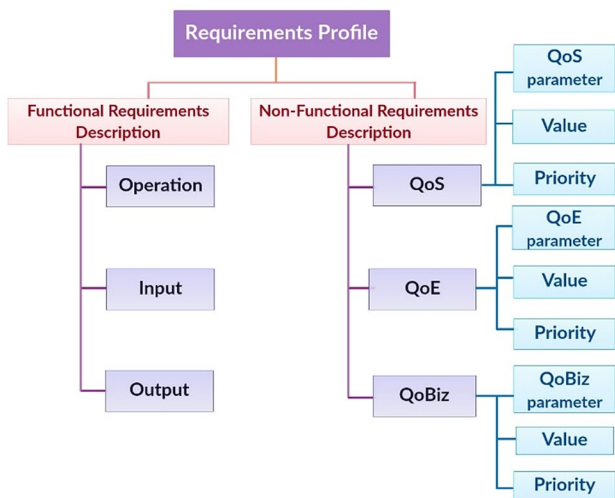 Requirements Profile
Functional Requirements
Description
Non-Functional Requirements
Description
Operation
Input
Output
QoS
QoS
parameter
Value
Priority
QoE
QoE
parameter
Value
Priority
QoBiz
QoBiz
parameter
Value
Priority